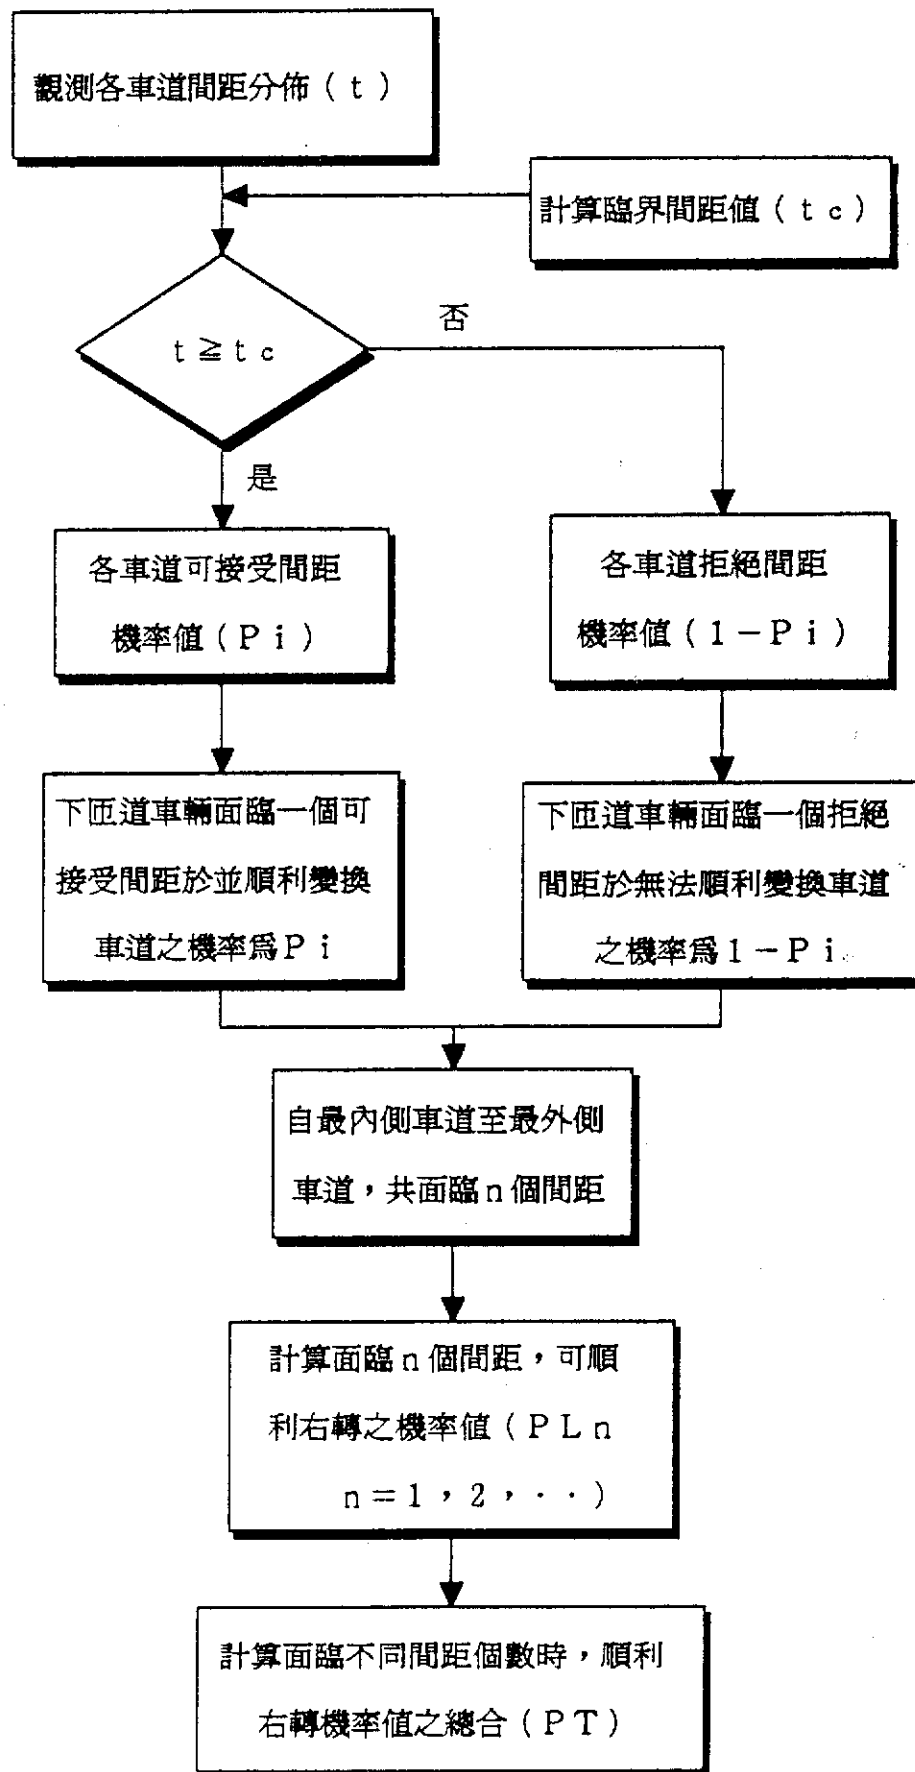 觀測各車道間距分佈（t）
計算臨界間距值（tc）
t≧tc
否
是
各車道可接受間距
機率值（Pi）
各車道拒絕間距
機率值（1－Pi）
下匝道車輛面臨一個可
接受間距於並順利變換
車道之機率爲Pi
下匝道車輛面臨一個拒絕
間距於無法順利變換車道
之機率爲1－Pi
自最內側車道至最外側
車道，共面臨n個間距
計算面臨n個間距，可順
利右轉之機率值（PLn
n＝1，2，‧‧）
計算面臨不同間距個數時，順利
右轉機率值之總合（PT）